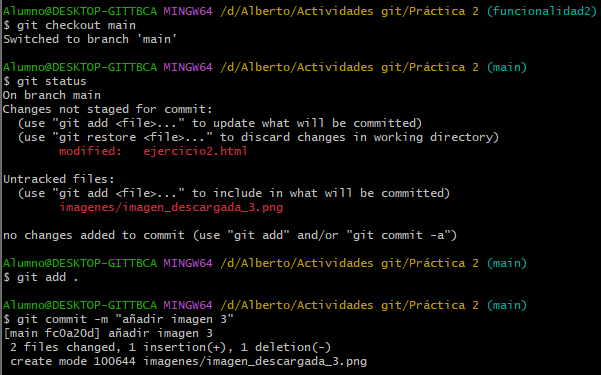 Alumno@DESKTOP-GITTBCA MINGW64 /d/Alberto/Actividades git/Práctica 2 (funcionalidad2)
$ git checkout main
Switched to branch 'main'
Alumno@DESKTOP-GITTBCA MINGW64 /d/Alberto/Actividades git/Práctica 2 (main)
$ git status
On branch main
Changes not staged for commit:
(use "git add <file>..." to update what will be committed)
(use "git restore <file>..." to discard changes in working directory)
modified: ejercicio2.html
Untracked files:
(use "git add <file>..." to include in what will be committed)
imagenes/imagen_descargada_3.png
no changes added to commit (use "git add" and/or "git commit -a")
Alumno@DESKTOP-GITTBCA MINGW64 /d/Alberto/Actividades git/Práctica 2 (main)
$ git add .
Alumno@DESKTOP-GITTBCA MINGW64 /d/Alberto/Actividades git/Práctica 2 (main)
$ git commit -m "añadir imagen 3"
[main fc0a20d] añadir imagen 3
2 files changed, 1 insertion(+), 1 deletion(-)
create mode 100644 imagenes/imagen_descargada_3.png